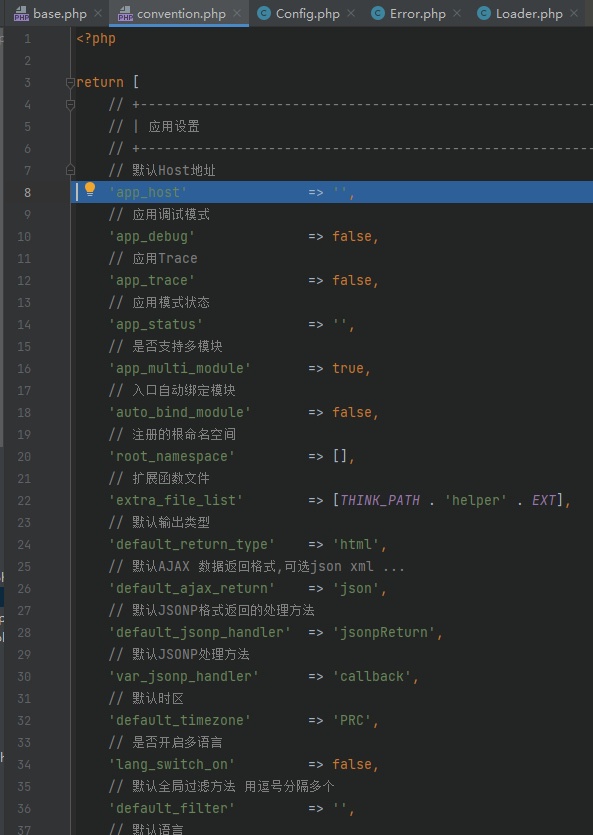 base.php convention.php Config.php Error.php Loader.php
1 <?php
2
3 return [
4 // +---------------------------------------------------------
5 // | 应用设置
6 // +---------------------------------------------------------
7 // 默认Host地址
8 'app_host' => '',
9 // 应用调试模式
10 'app_debug' => false,
11 // 应用Trace
12 'app_trace' => false,
13 // 应用模式状态
14 'app_status' => '',
15 // 是否支持多模块
16 'app_multi_module' => true,
17 // 入口自动绑定模块
18 'auto_bind_module' => false,
19 // 注册的根命名空间
20 'root_namespace' => [],
21 // 扩展函数文件
22 'extra_file_list' => [THINK_PATH . 'helper' . EXT],
23 // 默认输出类型
24 'default_return_type' => 'html',
25 // 默认AJAX 数据返回格式,可选json xml ...
26 'default_ajax_return' => 'json',
27 // 默认JSONP格式返回的处理方法
28 'default_jsonp_handler' => 'jsonpReturn',
29 // 默认JSONP处理方法
30 'var_jsonp_handler' => 'callback',
31 // 默认时区
32 'default_timezone' => 'PRC',
33 // 是否开启多语言
34 'lang_switch_on' => false,
35 // 默认全局过滤方法 用逗号分隔多个
36 'default_filter' => '',
37 // 默认语言